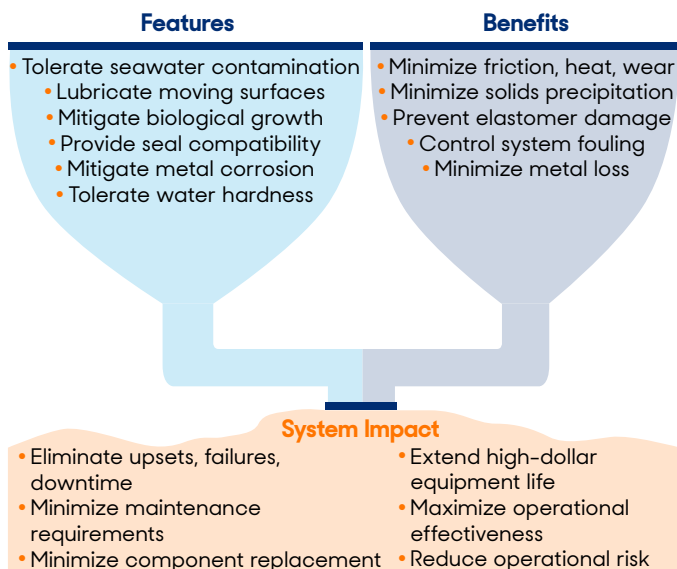 Features
• Tolerate seawater contamination
• Lubricate moving surfaces
• Mitigate biological growth
• Provide seal compatibility
• Mitigate metal corrosion
• Tolerate water hardness
Benefits
• Minimize friction, heat, wear
• Minimize solids precipitation
• Prevent elastomer damage
• Control system fouling
• Minimize metal loss
System Impact
• Eliminate upsets, failures,
downtime
• Minimize maintenance
requirements
• Minimize component replacement
• Extend high-dollar
equipment life
• Maximize operational
effectiveness
• Reduce operational risk